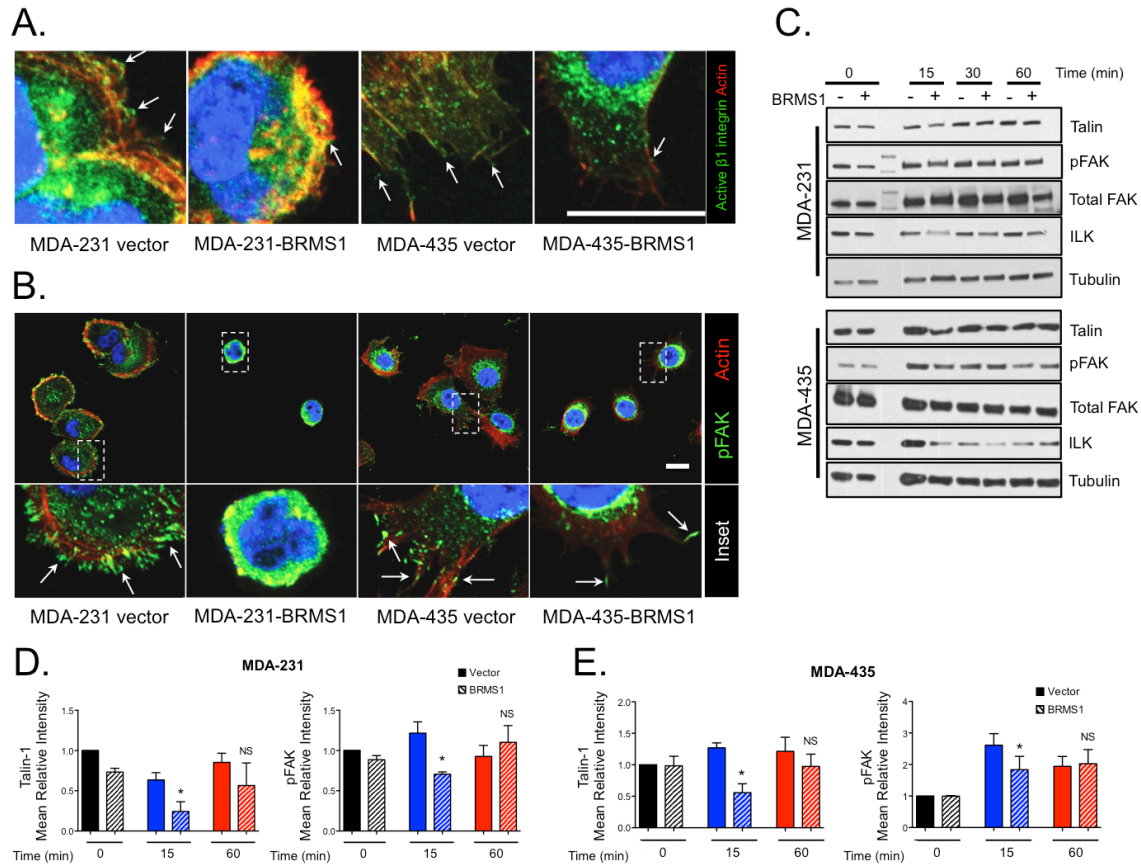 A.
Active β1 integrin Actin
MDA-231 vector MDA-231-BRMS1 MDA-435 vector MDA-435-BRMS1
B.
pFAK Actin
Inset
MDA-231 vector MDA-231-BRMS1 MDA-435 vector MDA-435-BRMS1
C.
0 15 30 60 Time (min)
BRMS1 - + - + - + - +
MDA-231
Talin
pFAK
Total FAK
ILK
Tubulin
MDA-435
Talin
pFAK
Total FAK
ILK
Tubulin
D.
MDA-231
Talin-1
Mean Relative Intensity
1.5
1.0
0.5
0.0
*
NS
Time (min) 0 15 60
pFAK
Mean Relative Intensity
1.5
1.0
0.5
0.0
*
NS
Vector
BRMS1
Time (min) 0 15 60
E.
MDA-435
Talin-1
Mean Relative Intensity
2.0
1.5
1.0
0.5
0.0
*
NS
Time (min) 0 15 60
pFAK
Mean Relative Intensity
4
3
2
1
0
*
NS
Vector
BRMS1
Time (min) 0 15 60